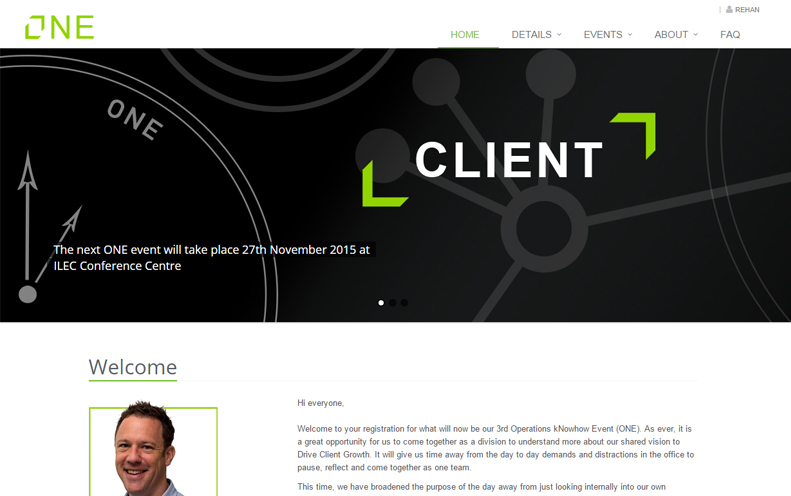 ONE
| REHAN
HOME DETAILS EVENTS ABOUT FAQ
ONE
CLIENT
The next ONE event will take place 27th November 2015 at
ILEC Conference Centre
Welcome
Hi everyone,
Welcome to your registration for what will now be our 3rd Operations kNowhow Event (ONE). As ever, it is
a great opportunity for us to come together as a division to understand more about our shared vision to
Drive Client Growth. It will give us time away from the day to day demands and distractions in the office to
pause, reflect and come together as one team.
This time, we have broadened the purpose of the day away from just looking internally into our own